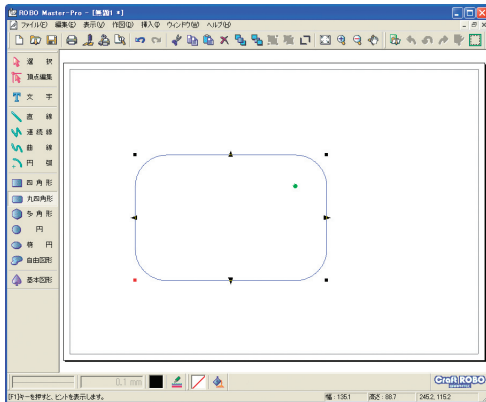 ROBO Master-Pro - [無題1 *]
ファイル(F) 編集(E) 表示(V) 作図(D) 挿入(I) ウィンドウ(W) ヘルプ(H)
選 択
頂点編集
文 字
直 線
連 続 線
曲 線
円 弧
四 角 形
丸四角形
多 角 形
円
楕 円
自由図形
基本図形
0.1 mm
Craft ROBO
[F1]キーを押すと、ヒントを表示します。
幅 : 135.1
高さ : 88.7
245.2, 115.2